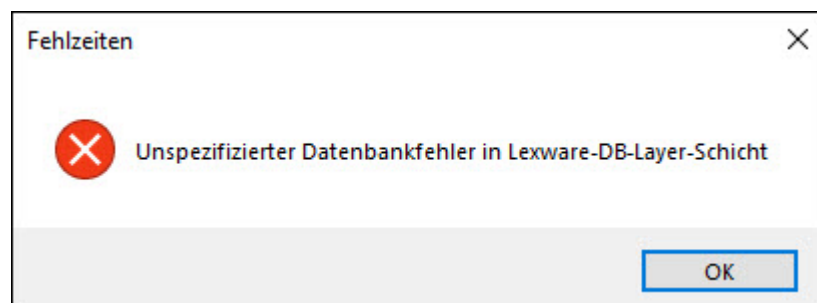 Fehlzeiten
Unspezifizierter Datenbankfehler in Lexware-DB-Layer-Schicht
OK